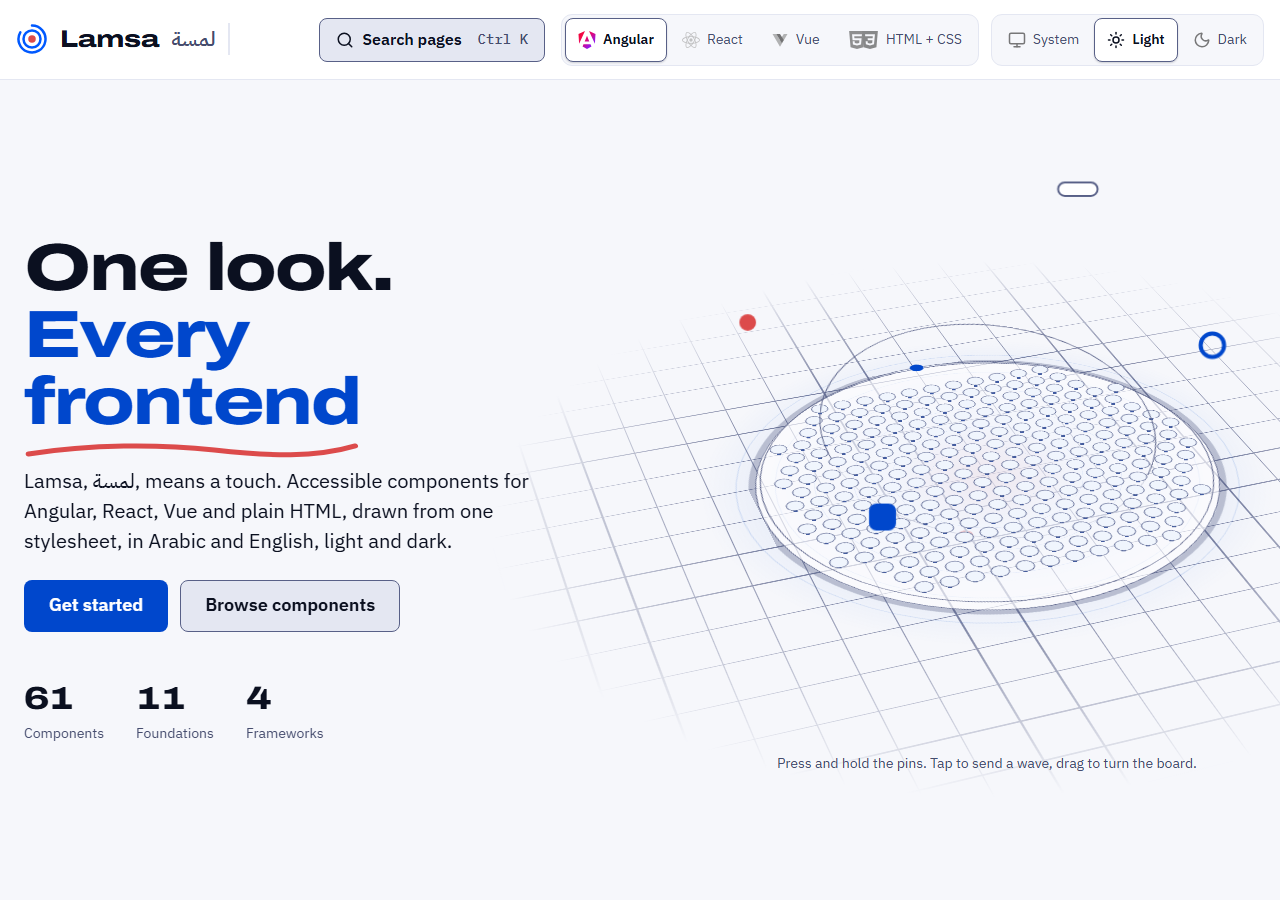 Lamsa لمسة
Search pages Ctrl K
Angular React Vue HTML + CSS
System Light Dark
One look.
Every
frontend
Lamsa, لمسة, means a touch. Accessible components for
Angular, React, Vue and plain HTML, drawn from one
stylesheet, in Arabic and English, light and dark.
Get started Browse components
61 11 4
Components Foundations Frameworks
Press and hold the pins. Tap to send a wave, drag to turn the board.